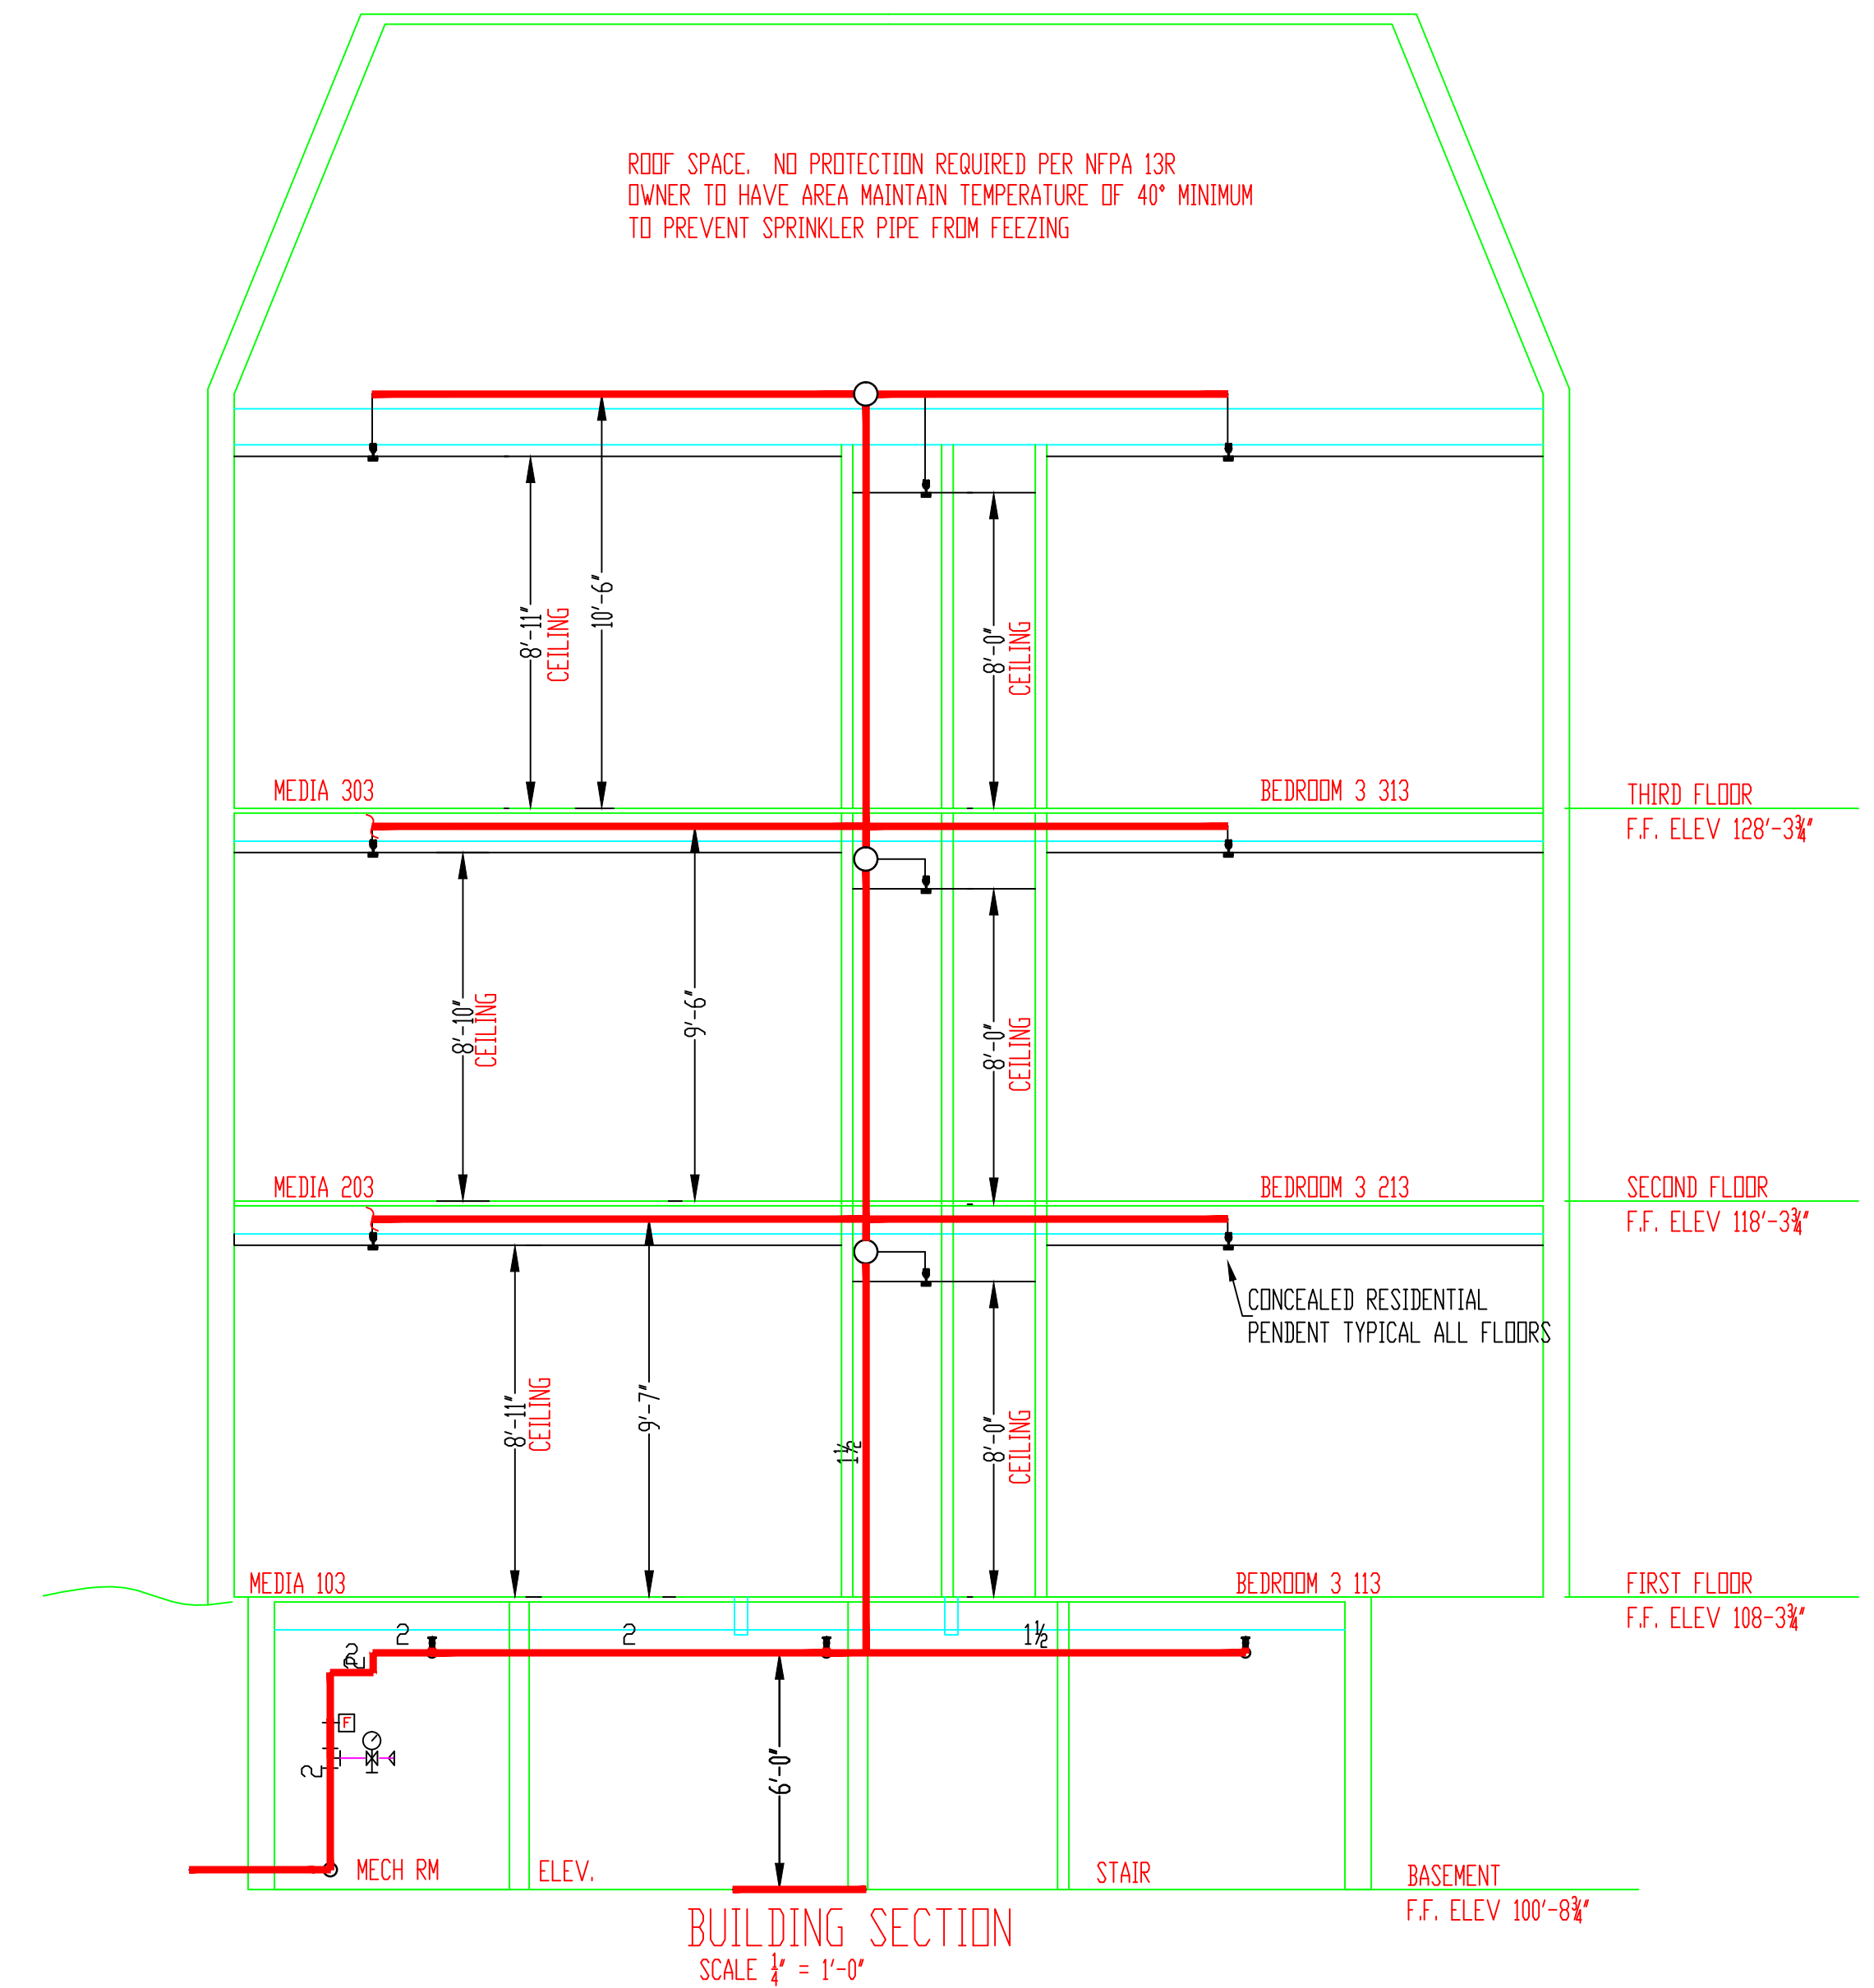 ROOF SPACE. NO PROTECTION REQUIRED PER NFPA 13R
OWNER TO HAVE AREA MAINTAIN TEMPERATURE OF 40° MINIMUM
TO PREVENT SPRINKLER PIPE FROM FEEZING
8'-11"
CEILING
10'-6"
8'-0"
CEILING
MEDIA 303
BEDROOM 3 313
THIRD FLOOR
F.F. ELEV 128'-3¾"
8'-10"
CEILING
9'-6"
8'-0"
CEILING
MEDIA 203
BEDROOM 3 213
SECOND FLOOR
F.F. ELEV 118'-3¾"
CONCEALED RESIDENTIAL
PENDENT TYPICAL ALL FLOORS
8'-11"
CEILING
9'-7"
1½
8'-0"
CEILING
MEDIA 103
BEDROOM 3 113
FIRST FLOOR
F.F. ELEV 108-3¾"
2
2
2
2
1½
F
2
6'-0"
MECH RM
ELEV.
STAIR
BASEMENT
F.F. ELEV 100'-8¾"
BUILDING SECTION
SCALE ¼" = 1'-0"